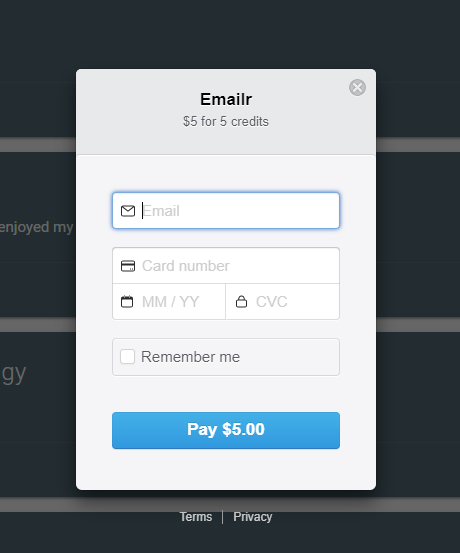 Emailr
$5 for 5 credits
enjoyed my
Email
Card number
MM / YY
CVC
gy
Remember me
Pay $5.00
Terms | Privacy